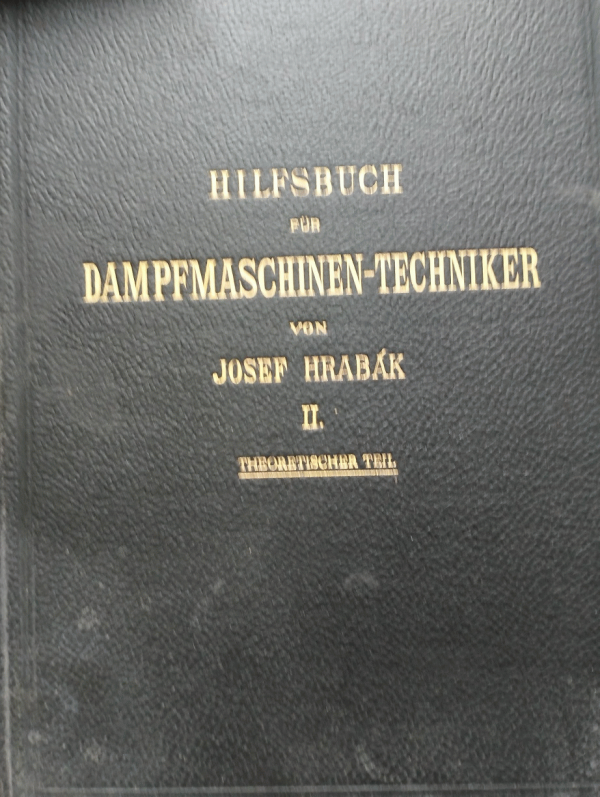 HILFSBUCH
FÜR
DAMPFMASCHINEN-TECHNIKER
VON
JOSEF HRABÁK
II.
THEORETISCHER TEIL.